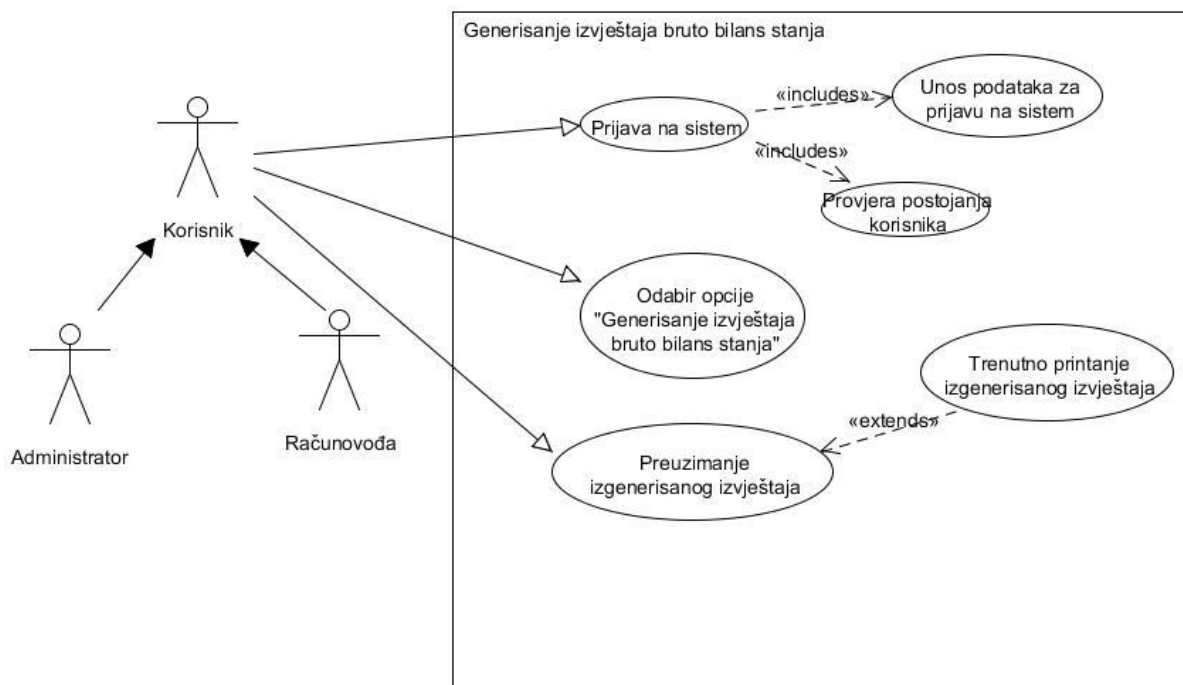 Generisanje izvještaja bruto bilans stanja
Korisnik
Administrator
Računovođa
Prijava na sistem
«includes»
Unos podataka za
prijavu na sistem
«includes»
Provjera postojanja
korisnika
Odabir opcije
"Generisanje izvještaja
bruto bilans stanja"
Trenutno printanje
izgenerisanog izvještaja
«extends»
Preuzimanje
izgenerisanog izvještaja